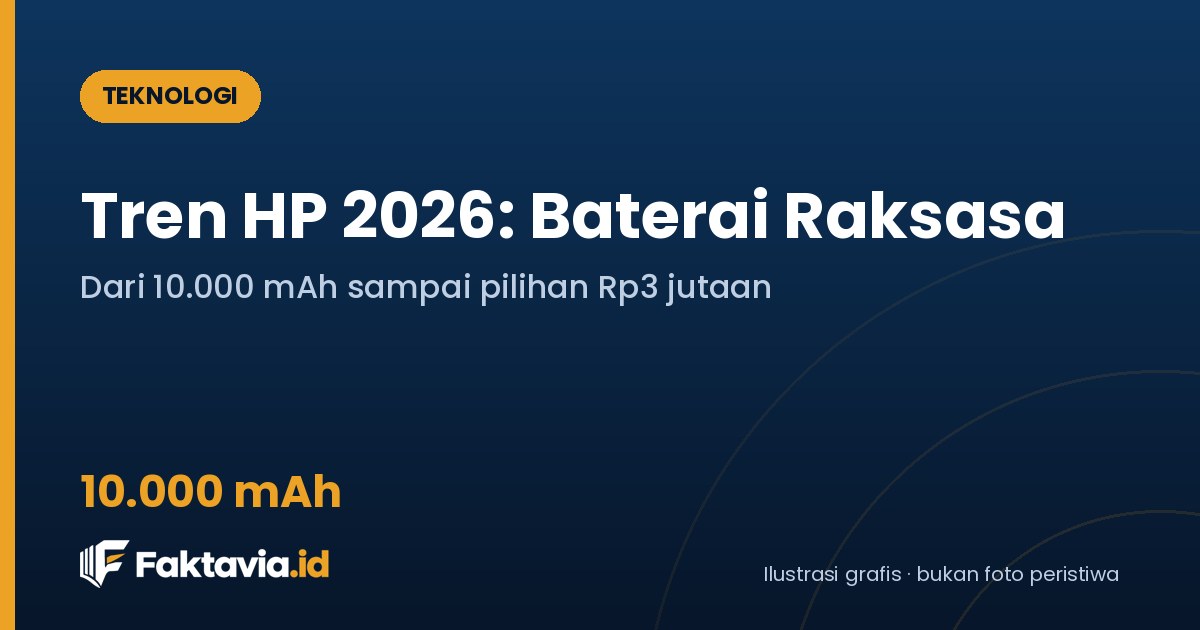 TEKNOLOGI
Tren HP 2026: Baterai Raksasa
Dari 10.000 mAh sampai pilihan Rp3 jutaan
10.000 mAh
Faktavia.id
Ilustrasi grafis · bukan foto peristiwa